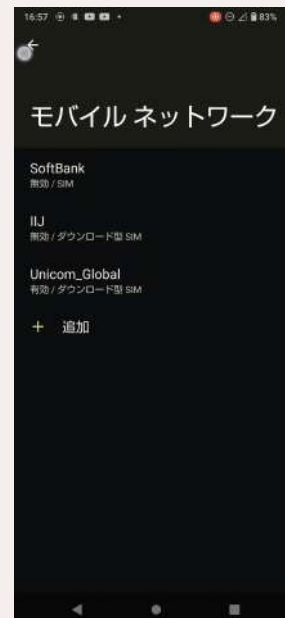 16:57
83%
モバイル ネットワーク
SoftBank
無効 / SIM
IIJ
無効 / ダウンロード型 SIM
Unicom_Global
有効 / ダウンロード型 SIM
+ 追加